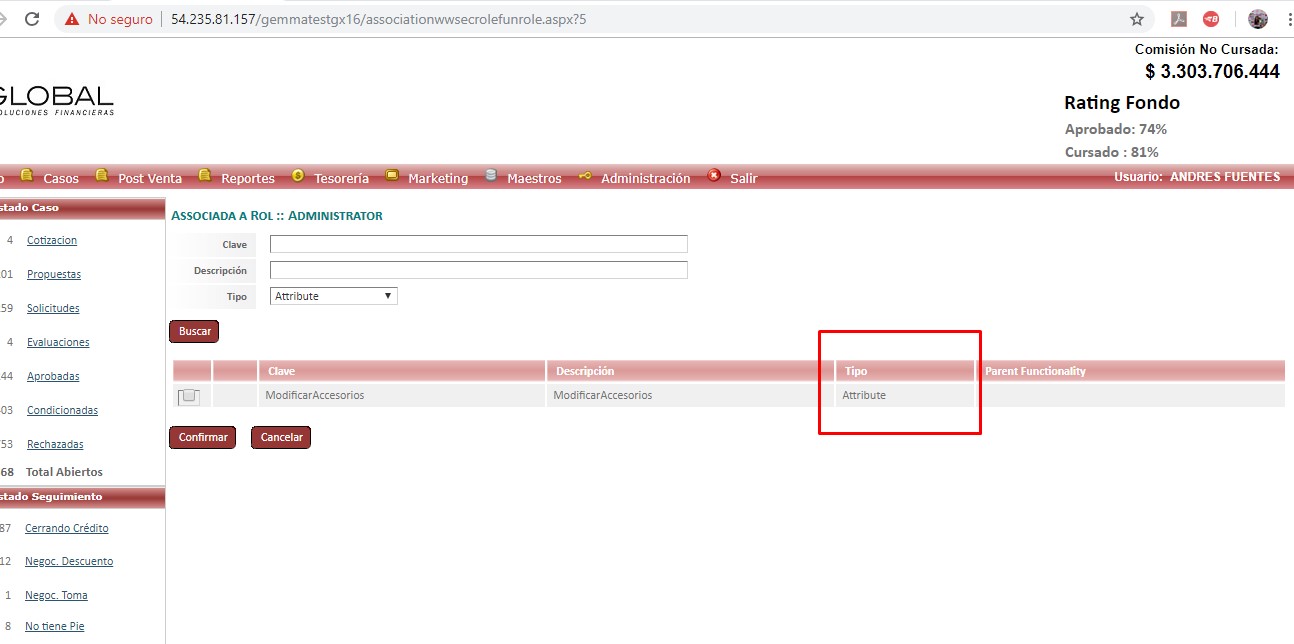 No seguro 54.235.81.157/gemmatestgx16/associationwwsecrolefunrole.aspx?5
Comisión No Cursada:
$ 3.303.706.444
GLOBAL
OLUCIONES FINANCIERAS
Rating Fondo
Aprobado: 74%
Cursado : 81%
o Casos Post Venta Reportes Tesorería Marketing Maestros Administración Salir Usuario: ANDRES FUENTES
stado Caso
4 Cotizacion
01 Propuestas
59 Solicitudes
4 Evaluaciones
44 Aprobadas
03 Condicionadas
53 Rechazadas
68 Total Abiertos
stado Seguimiento
87 Cerrando Crédito
12 Negoc. Descuento
1 Negoc. Toma
8 No tiene Pie
ASSOCIADA A ROL :: ADMINISTRATOR
Clave
Descripción
Tipo Attribute
Buscar
Clave Descripción Tipo Parent Functionality
ModificarAccesorios ModificarAccesorios Attribute
Confirmar Cancelar